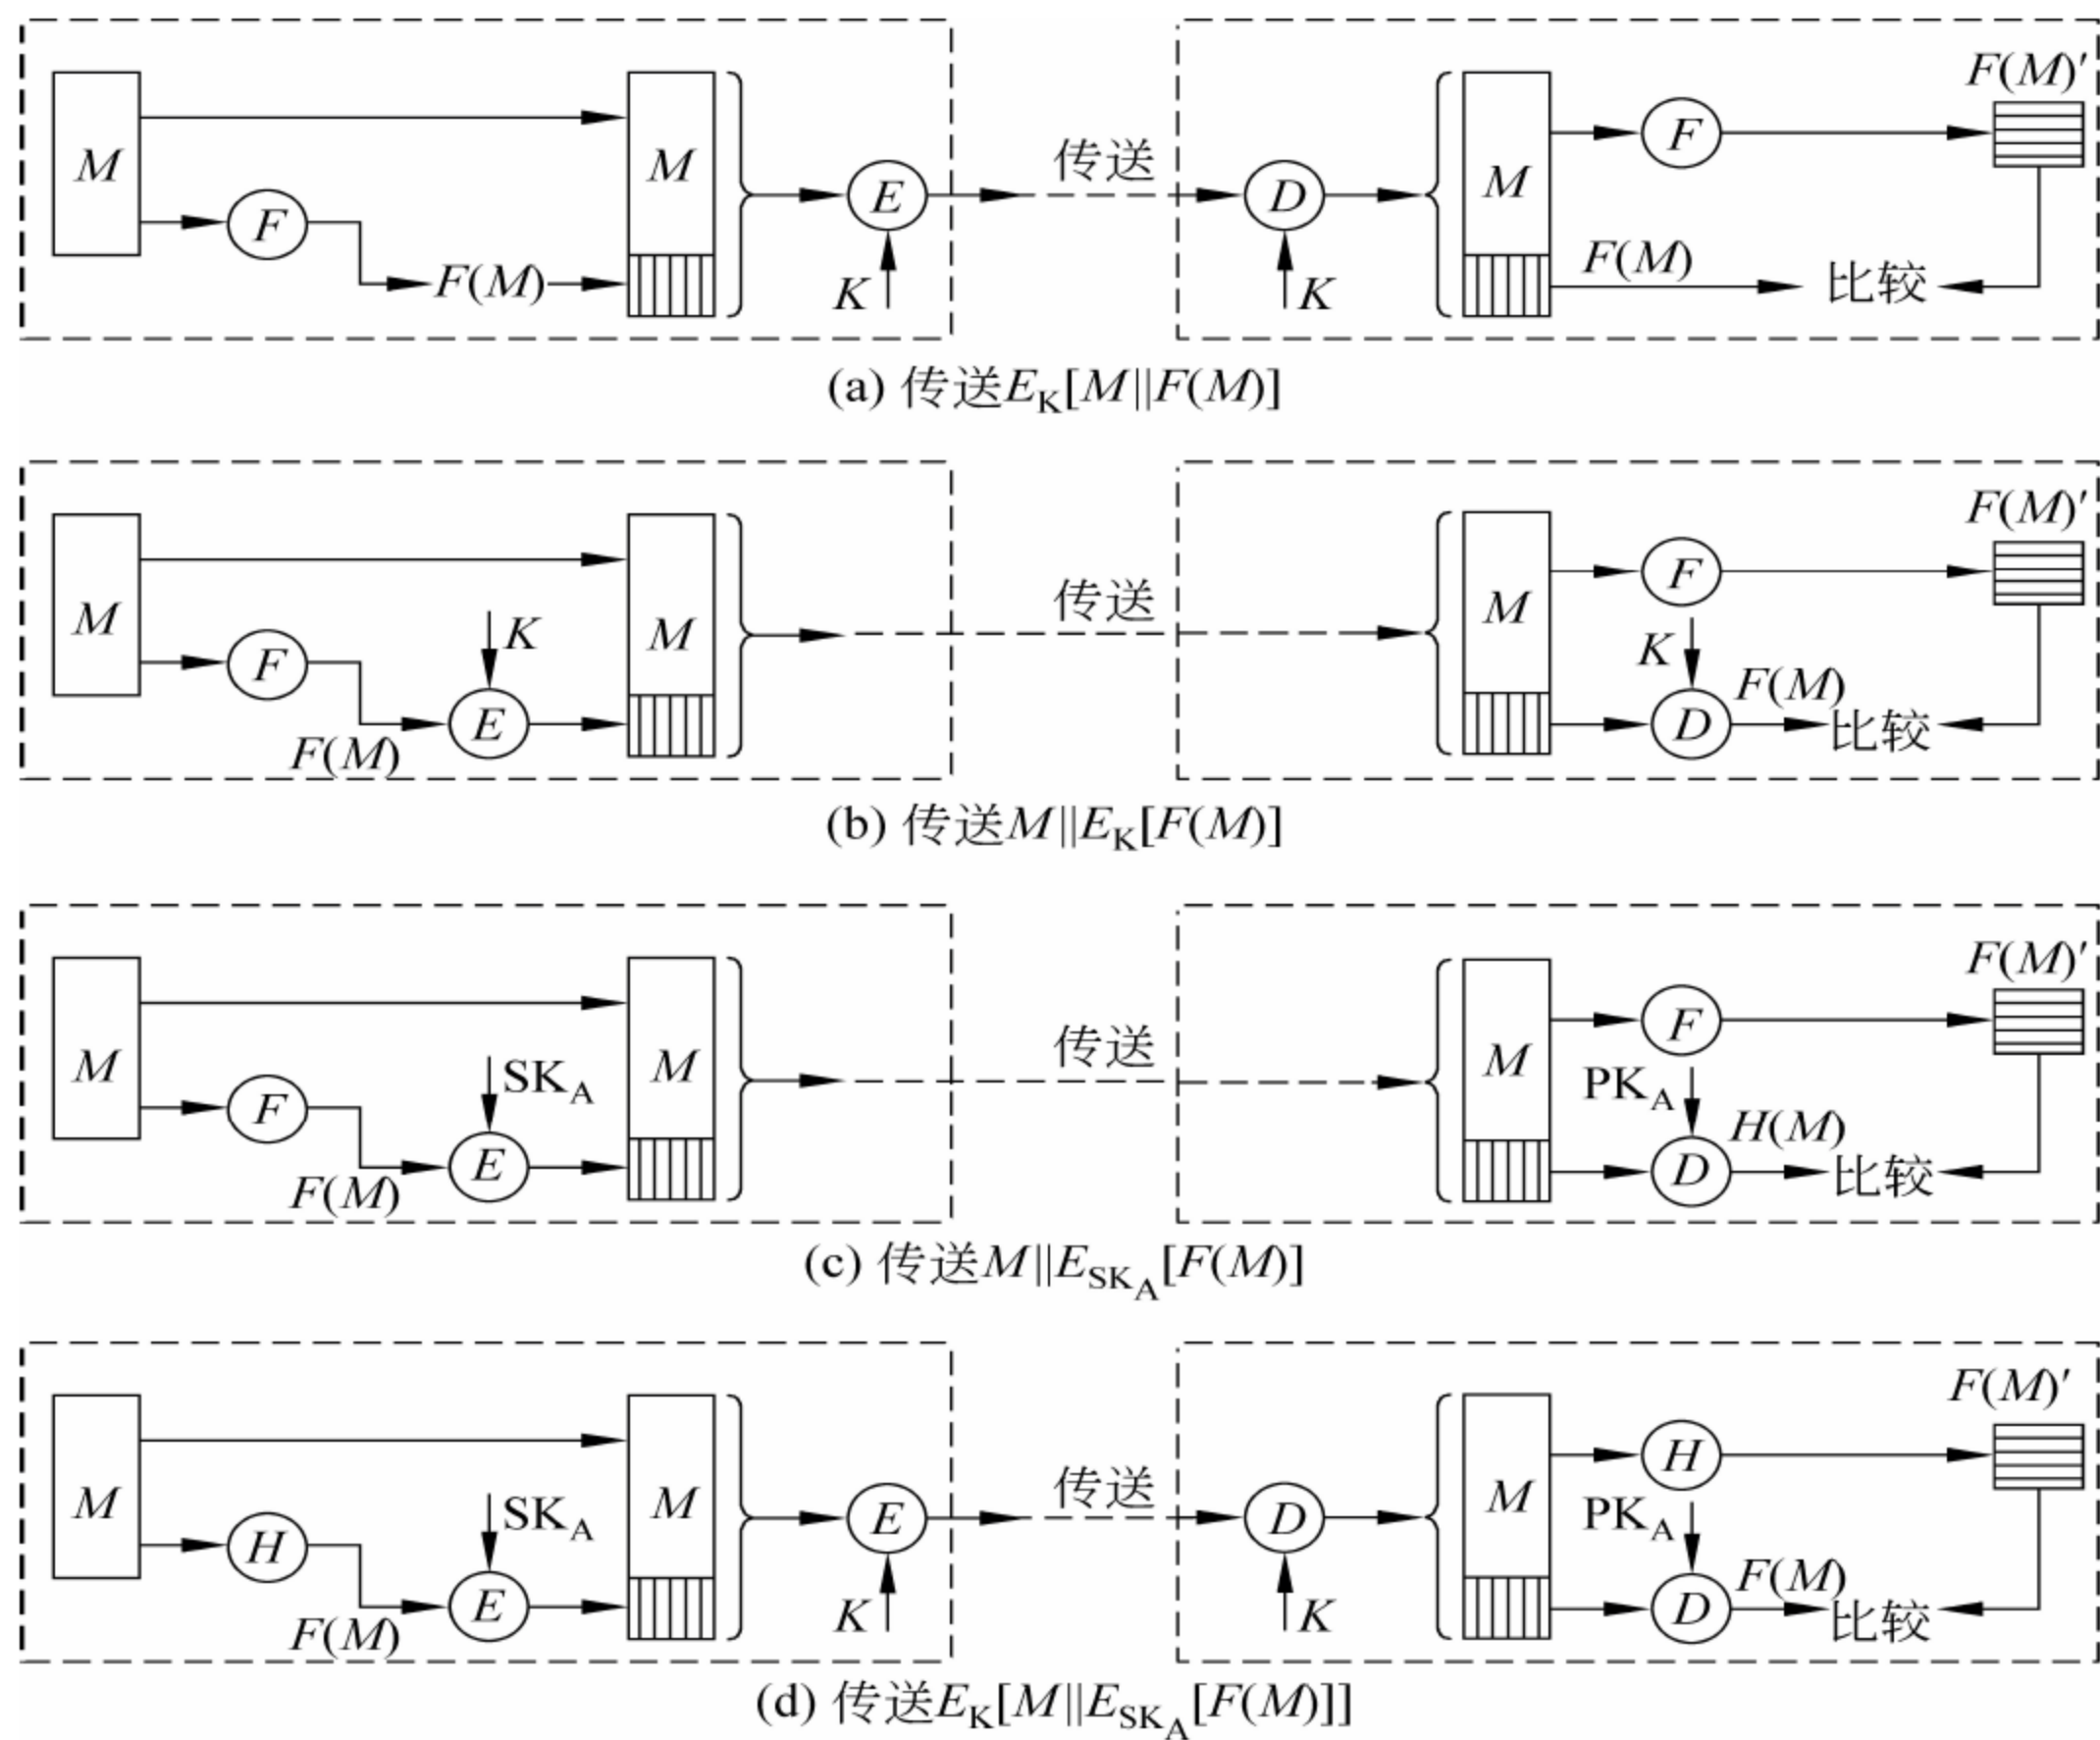 M
F
F(M)
M
E
K
传送
D
K
M
F
F(M)′
F(M)
比较
(a) 传送E_K[M||F(M)]
M
F
F(M)
K
E
M
传送
M
F
F(M)′
K
D
F(M)
比较
(b) 传送M||E_K[F(M)]
M
F
F(M)
SK_A
E
M
传送
M
F
F(M)′
PK_A
D
H(M)
比较
(c) 传送M||E_SK_A[F(M)]
M
H
F(M)
SK_A
E
M
E
K
传送
D
K
M
H
F(M)′
PK_A
D
F(M)
比较
(d) 传送E_K[M||E_SK_A[F(M)]]